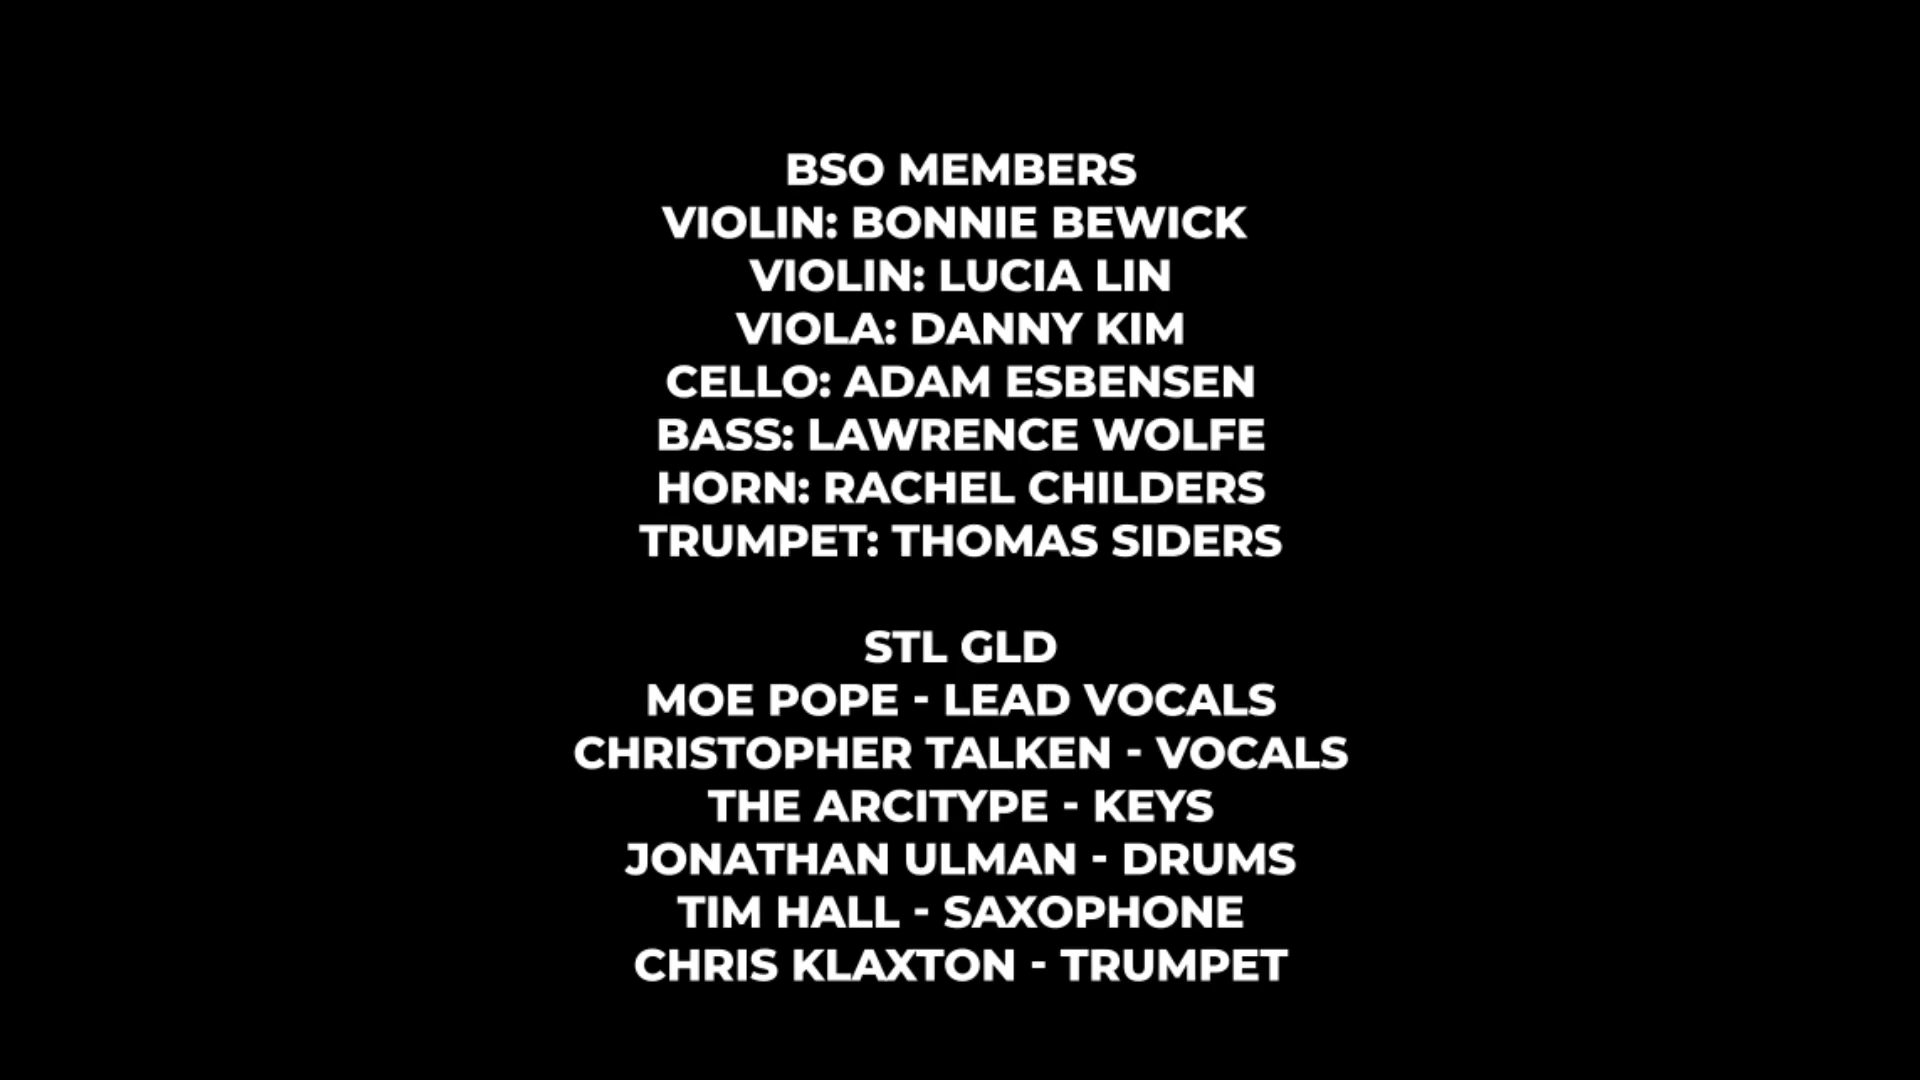 BSO MEMBERS
VIOLIN: BONNIE BEWICK
VIOLIN: LUCIA LIN
VIOLA: DANNY KIM
CELLO: ADAM ESBENSEN
BASS: LAWRENCE WOLFE
HORN: RACHEL CHILDERS
TRUMPET: THOMAS SIDERS
STL GLD
MOE POPE - LEAD VOCALS
CHRISTOPHER TALKEN - VOCALS
THE ARCITYPE - KEYS
JONATHAN ULMAN - DRUMS
TIM HALL - SAXOPHONE
CHRIS KLAXTON - TRUMPET